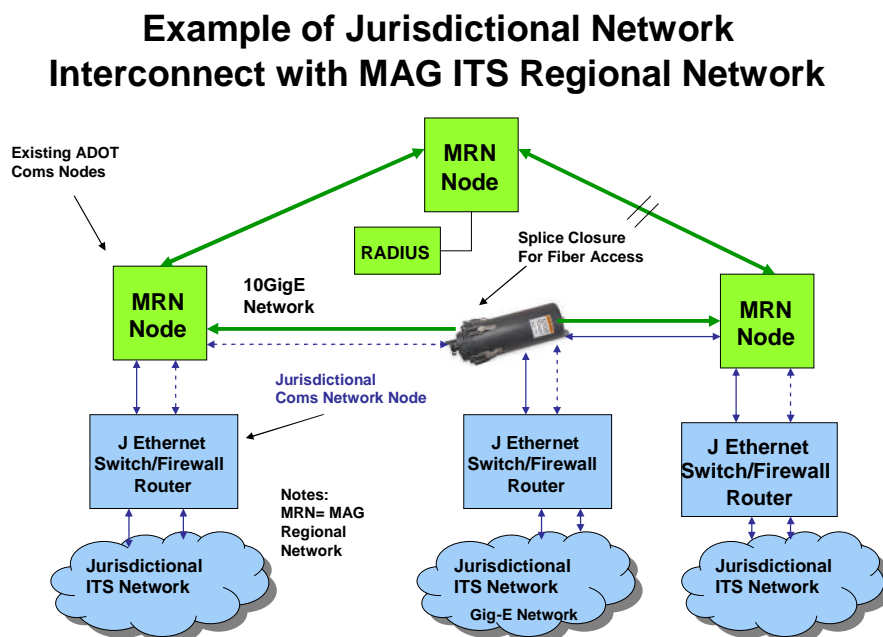 Example of Jurisdictional Network
Interconnect with MAG ITS Regional Network
Existing ADOT
Coms Nodes
MRN
Node
RADIUS
Splice Closure
For Fiber Access
MRN
Node
10GigE
Network
MRN
Node
Jurisdictional
Coms Network Node
J Ethernet
Switch/Firewall
Router
J Ethernet
Switch/Firewall
Router
J Ethernet
Switch/Firewall
Router
Notes:
MRN= MAG
Regional
Network
Jurisdictional
ITS Network
Jurisdictional
ITS Network
Gig-E Network
Jurisdictional
ITS Network